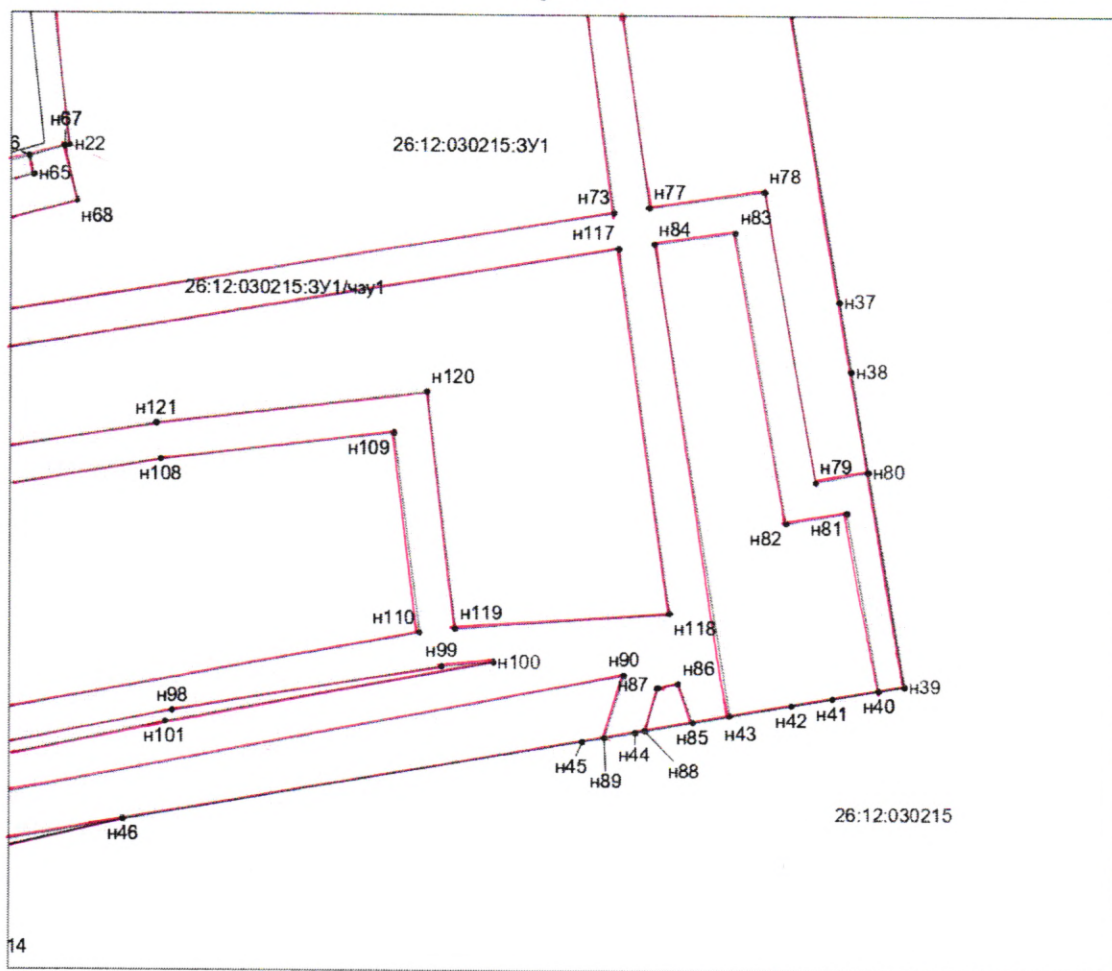 н67
6
н22
26:12:030215:ЗУ1
н65
н68
н73
н77
н78
н117
н84
н83
26:12:030215:ЗУ1/чзу1
н37
н38
н120
н121
н109
н108
н79
н80
н82
н81
н110
н119
н118
н99
н100
н90
н87
н86
н98
н101
н39
н40
н41
н42
н43
н85
н44
н88
н45
н89
н46
26:12:030215
14